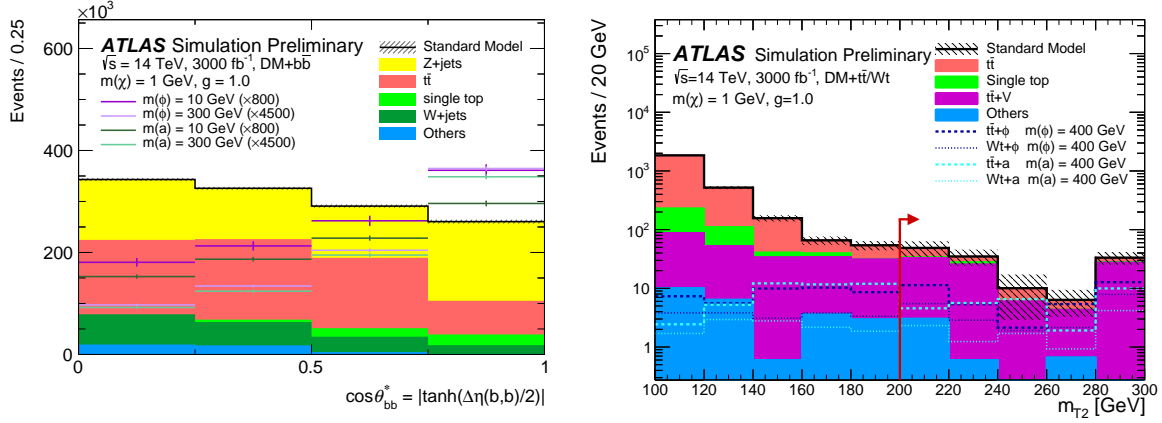 ×10³
600
400
200
0
Events / 0.25
ATLAS Simulation Preliminary
√s = 14 TeV, 3000 fb⁻¹, DM+bb̄
m(χ) = 1 GeV, g = 1.0
m(ϕ) = 10 GeV (×800)
m(ϕ) = 300 GeV (×4500)
m(a) = 10 GeV (×800)
m(a) = 300 GeV (×4500)
Standard Model
Z+jets
tt̄
single top
W+jets
Others
0 0.5 1
cosθ*bb = |tanh(Δη(b,b)/2)|
Events / 20 GeV
10⁵
10⁴
10³
10²
10
1
ATLAS Simulation Preliminary
√s=14 TeV, 3000 fb⁻¹, DM+tt̄/Wt
m(χ) = 1 GeV, g=1.0
Standard Model
tt̄
Single top
tt̄+V
Others
tt̄+ϕ m(ϕ) = 400 GeV
Wt+ϕ m(ϕ) = 400 GeV
tt̄+a m(a) = 400 GeV
Wt+a m(a) = 400 GeV
100 120 140 160 180 200 220 240 260 280 300
mT2 [GeV]